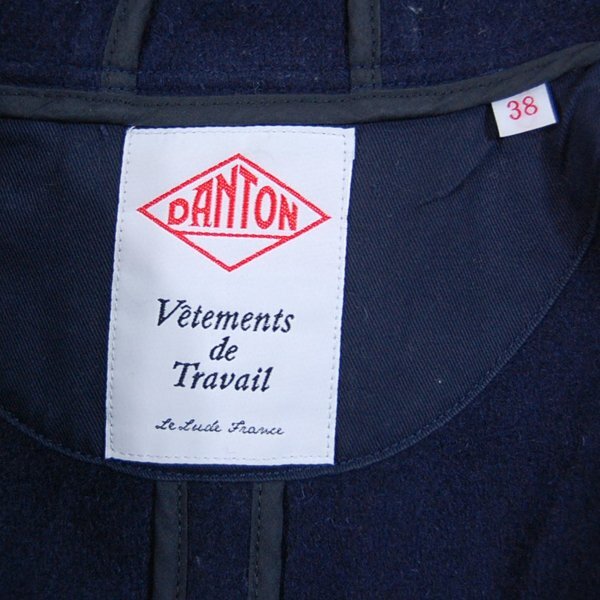 38
DANTON
Vêtements
de
Travail
Le Lude France